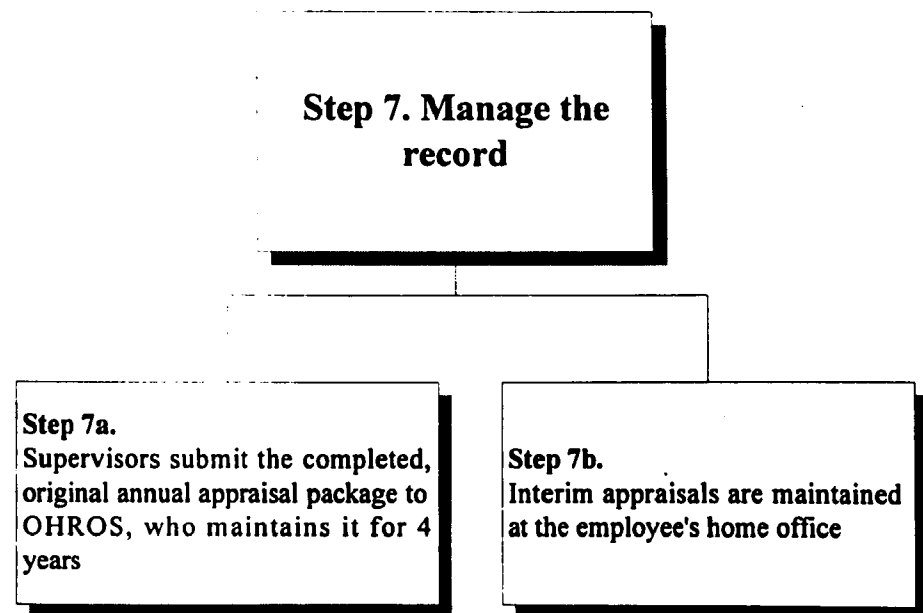 Step 7. Manage the
record
Step 7a.
Supervisors submit the completed,
original annual appraisal package to
OHROS, who maintains it for 4
years
Step 7b.
Interim appraisals are maintained
at the employee's home office